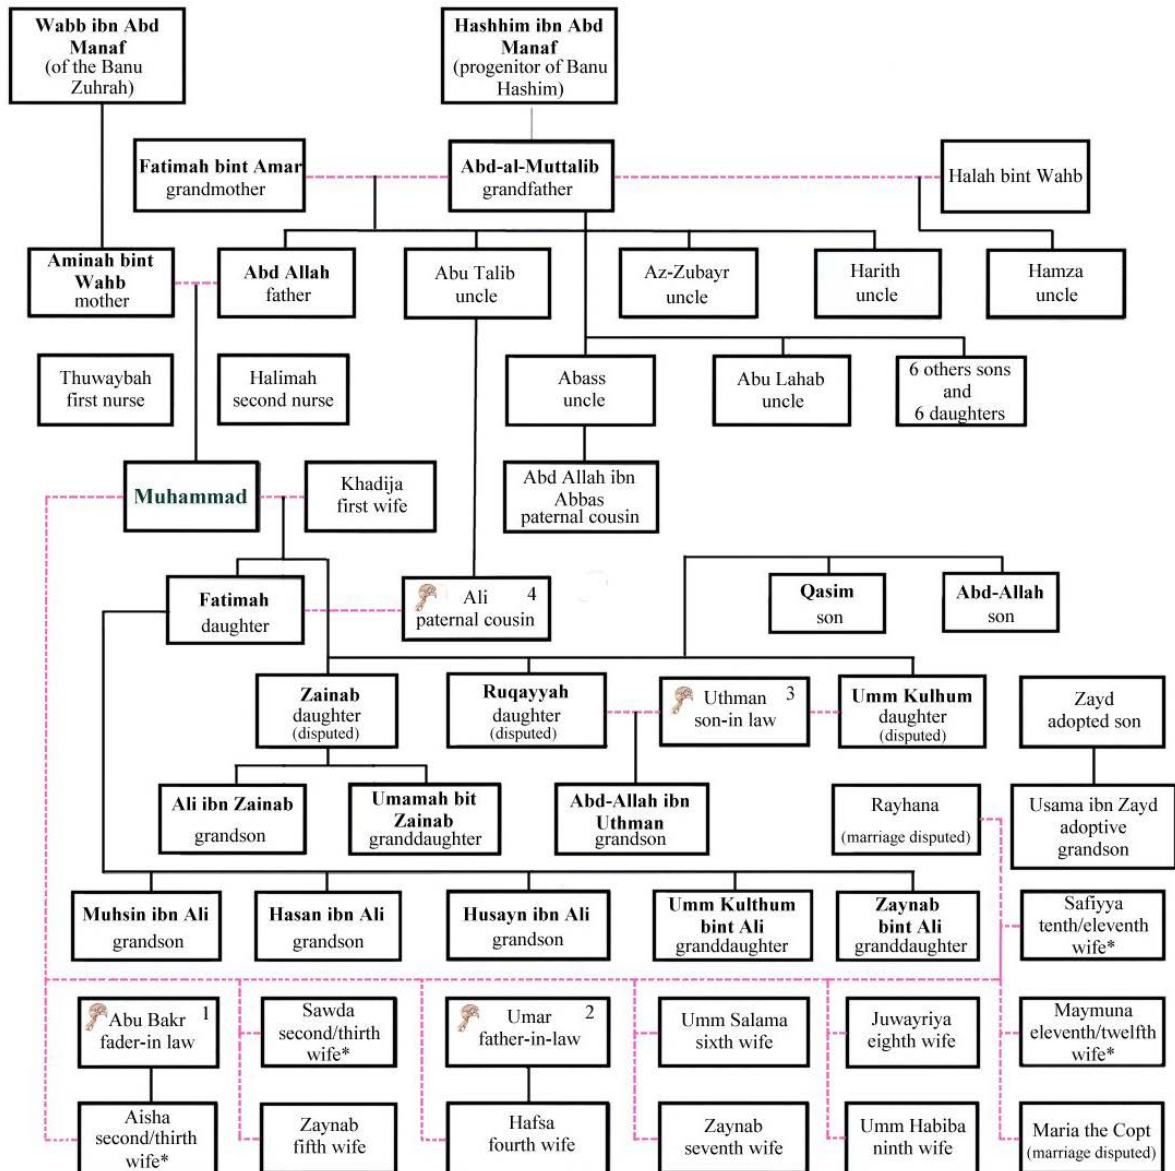 Wabb ibn Abd
Manaf
(of the Banu
Zuhrah)
Hashhim ibn Abd
Manaf
(progenitor of Banu
Hashim)
Fatimah bint Amar
grandmother
Abd-al-Muttalib
grandfather
Halah bint Wahb
Aminah bint
Wahb
mother
Abd Allah
father
Abu Talib
uncle
Az-Zubayr
uncle
Harith
uncle
Hamza
uncle
Thuwaybah
first nurse
Halimah
second nurse
Abass
uncle
Abu Lahab
uncle
6 others sons
and
6 daughters
Muhammad
Khadija
first wife
Abd Allah ibn
Abbas
paternal cousin
Fatimah
daughter
Ali 4
paternal cousin
Qasim
son
Abd-Allah
son
Zainab
daughter
(disputed)
Ruqayyah
daughter
(disputed)
Uthman 3
son-in law
Umm Kulhum
daughter
(disputed)
Zayd
adopted son
Ali ibn Zainab
grandson
Umamah bit
Zainab
granddaughter
Abd-Allah ibn
Uthman
grandson
Rayhana
(marriage disputed)
Usama ibn Zayd
adoptive
grandson
Muhsin ibn Ali
grandson
Hasan ibn Ali
grandson
Husayn ibn Ali
grandson
Umm Kulthum
bint Ali
granddaughter
Zaynab
bint Ali
granddaughter
Safiyya
tenth/eleventh
wife*
Abu Bakr 1
fader-in law
Sawda
second/thirth
wife*
Umar 2
father-in-law
Umm Salama
sixth wife
Juwayriya
eighth wife
Maymuna
eleventh/twelfth
wife*
Aisha
second/thirth
wife*
Zaynab
fifth wife
Hafsa
fourth wife
Zaynab
seventh wife
Umm Habiba
ninth wife
Maria the Copt
(marriage disputed)